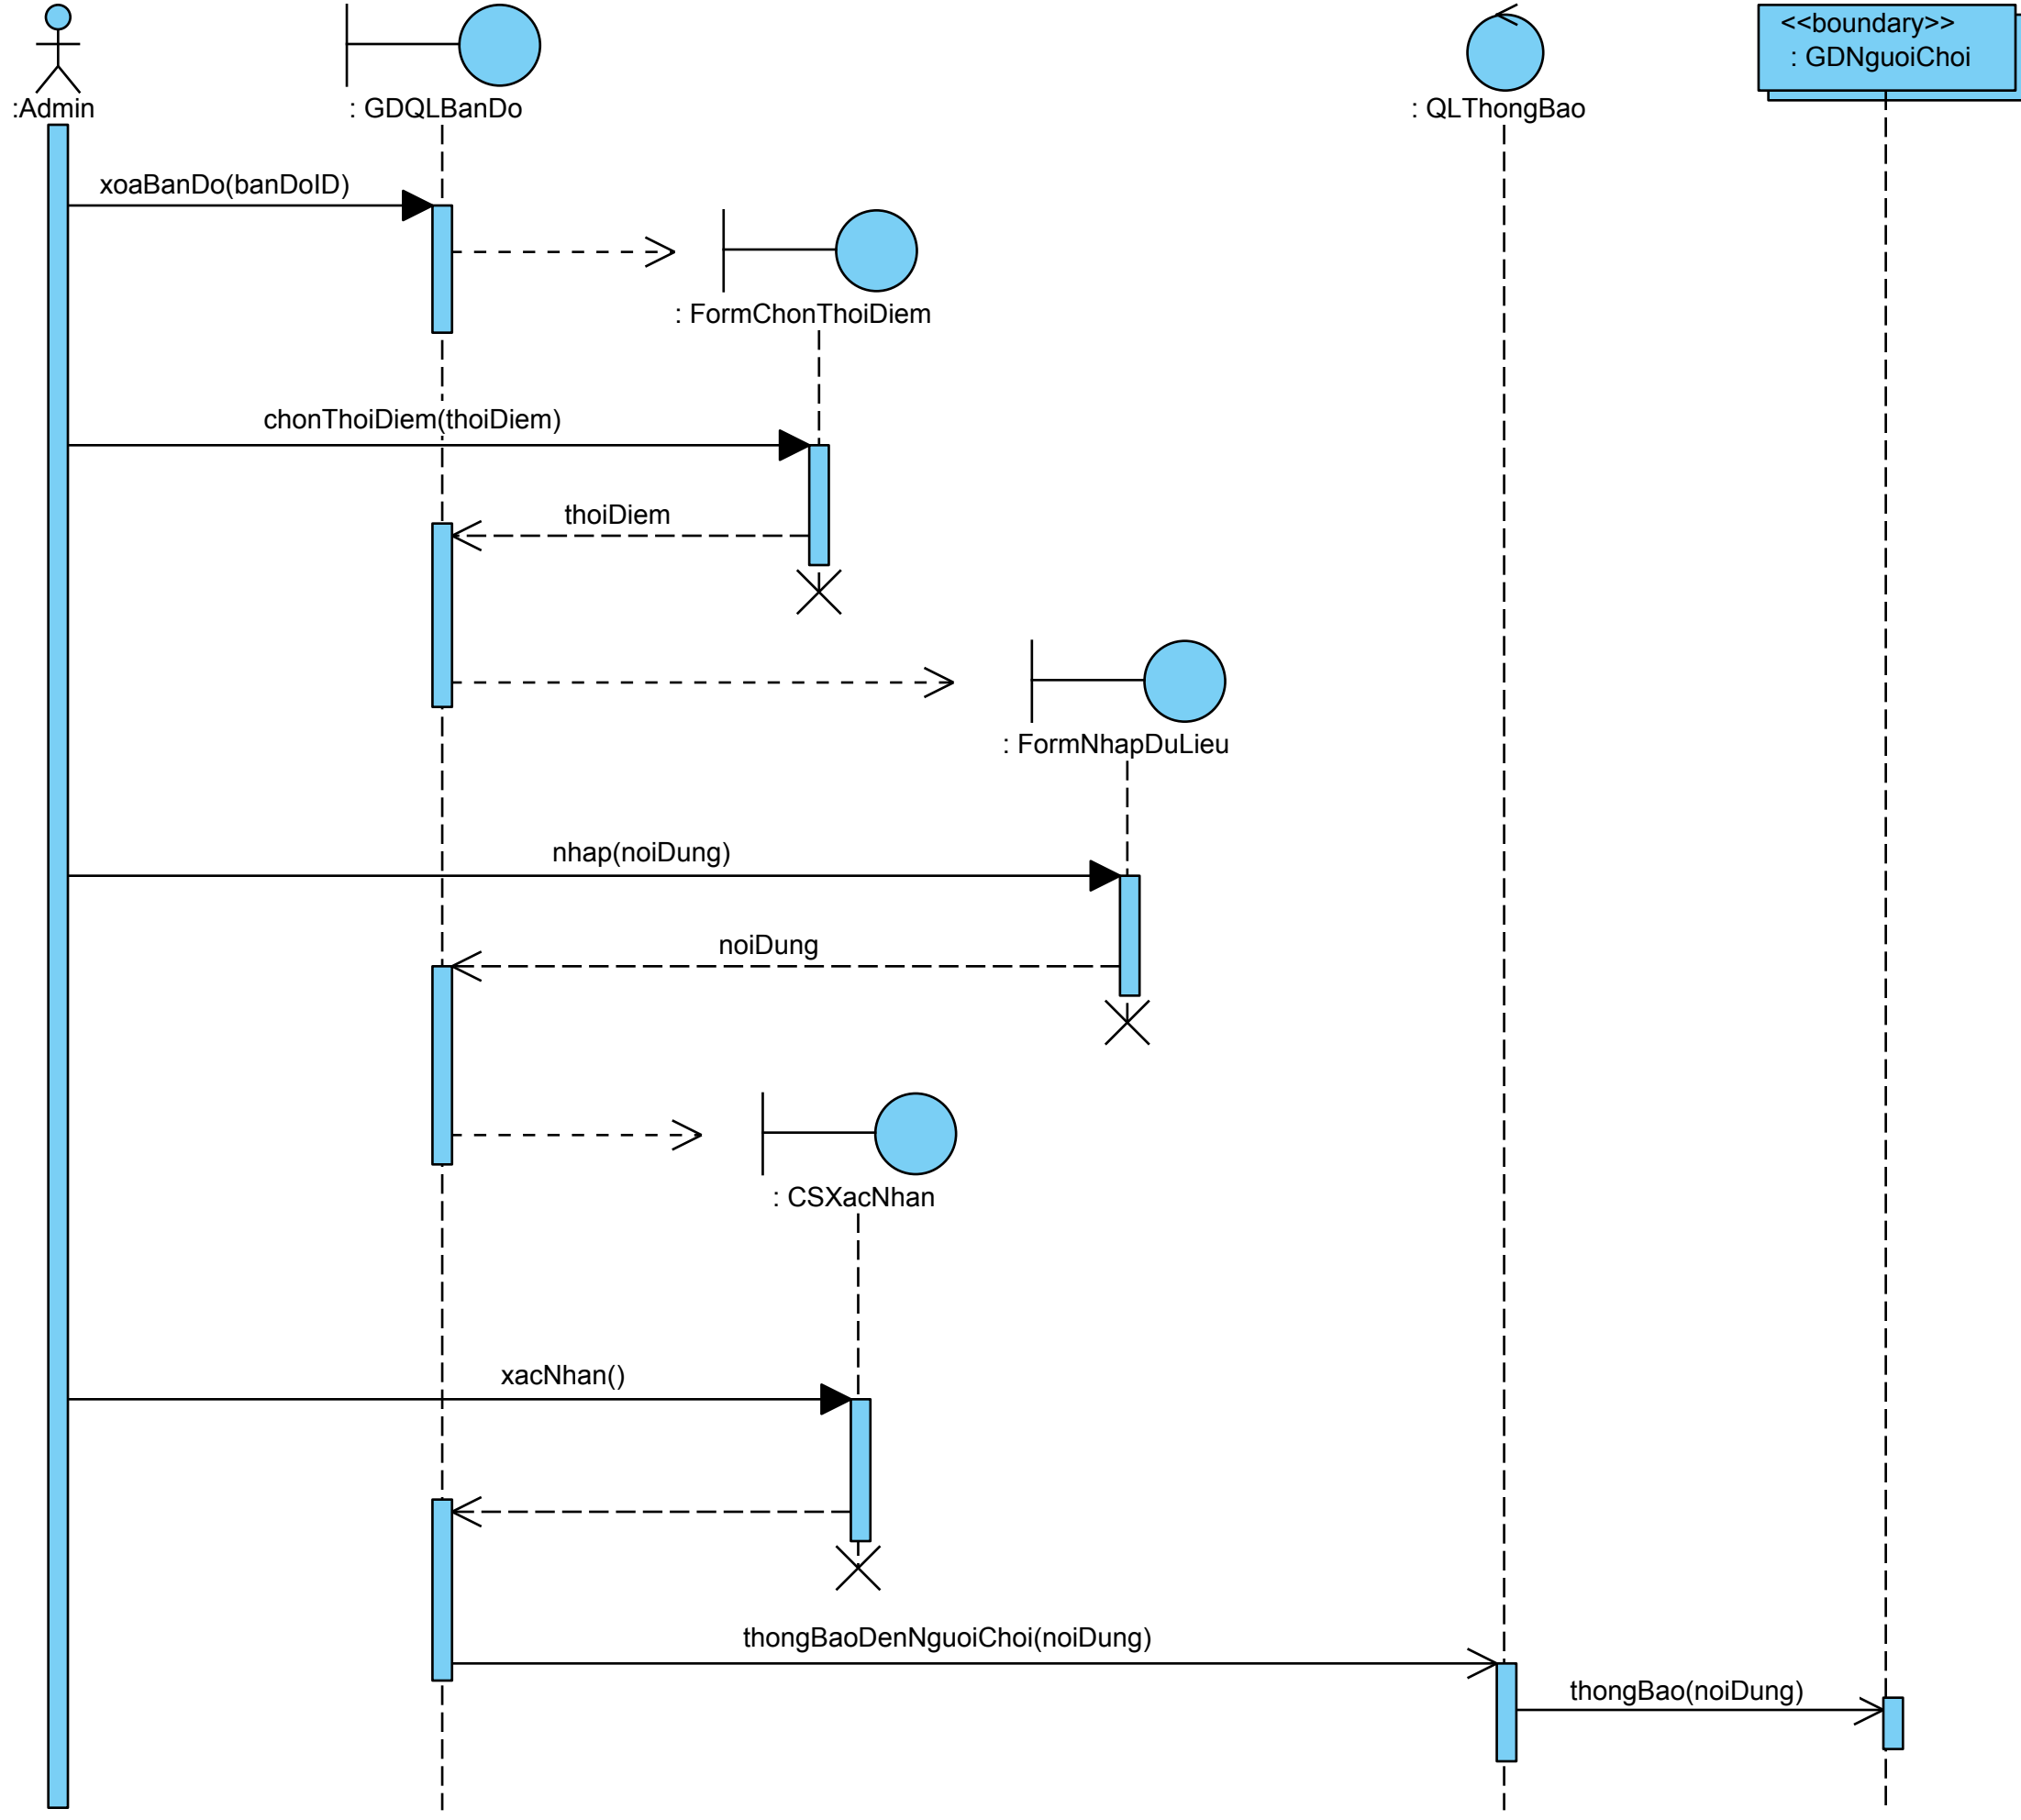 :Admin
: GDQLBanDo
: QLThongBao
<<boundary>>
: GDNguoiChoi
xoaBanDo(banDoID)
: FormChonThoiDiem
chonThoiDiem(thoiDiem)
thoiDiem
: FormNhapDuLieu
nhap(noiDung)
noiDung
: CSXacNhan
xacNhan()
thongBaoDenNguoiChoi(noiDung)
thongBao(noiDung)